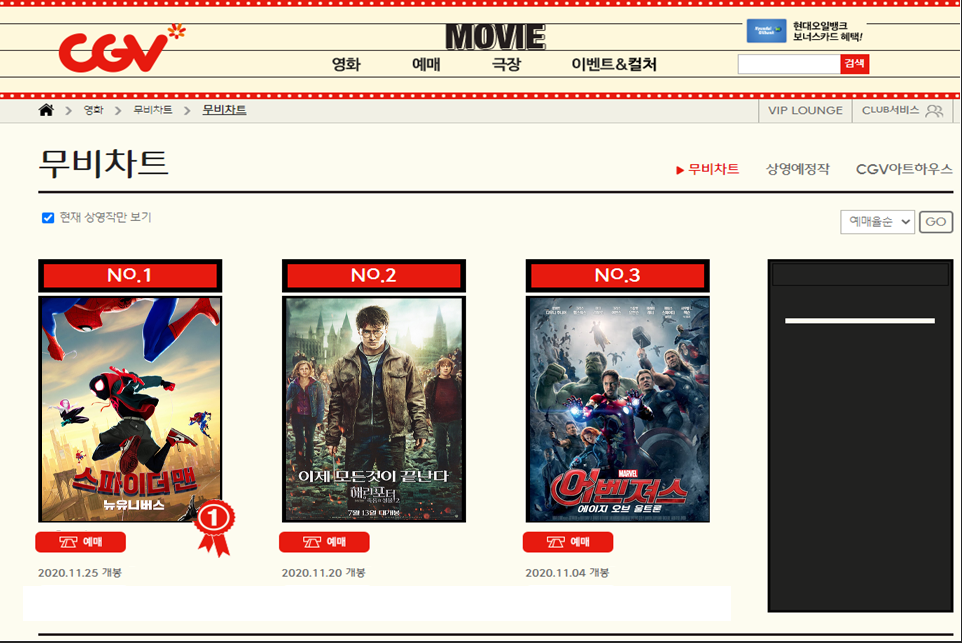 CGV
MOVIE
현대오일뱅크
보너스카드 혜택!
영화 예매 극장 이벤트&컬처
검색
영화 무비차트 무비차트
VIP LOUNGE CLUB서비스
무비차트
무비차트 상영예정작 CGV아트하우스
현재 상영작만 보기
예매율순 GO
NO.1
스파이더맨
뉴유니버스
1
예매
2020.11.25 개봉
NO.2
이제 모든것이 끝난다
해리포터
7월 13일 대개봉
예매
2020.11.20 개봉
NO.3
MARVEL
어벤져스
에이지 오브 울트론
예매
2020.11.04 개봉